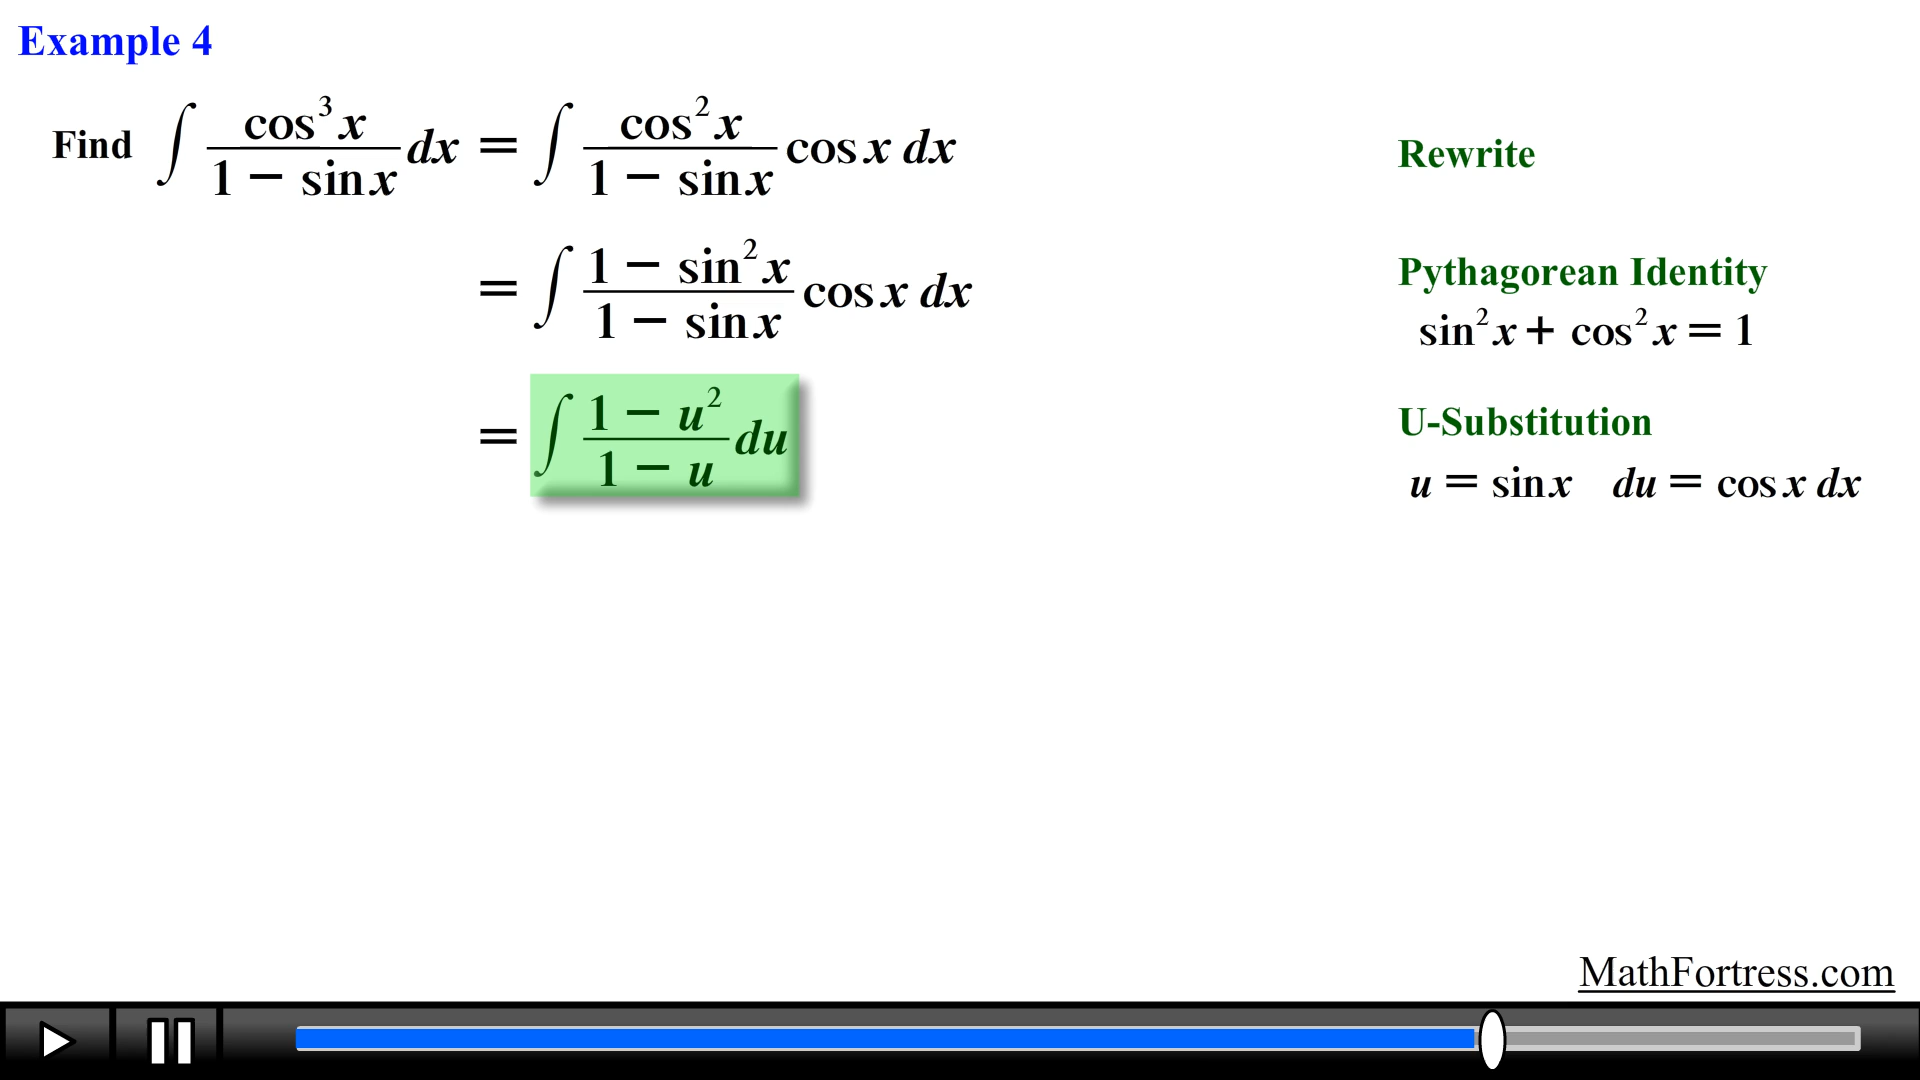 Example 4
Find ∫ cos³x / 1 − sin x dx = ∫ cos²x / 1 − sin x cos x dx
Rewrite
= ∫ 1 − sin²x / 1 − sin x cos x dx
Pythagorean Identity
sin²x + cos²x = 1
= ∫ 1 − u² / 1 − u du
U-Substitution
u = sin x du = cos x dx
MathFortress.com